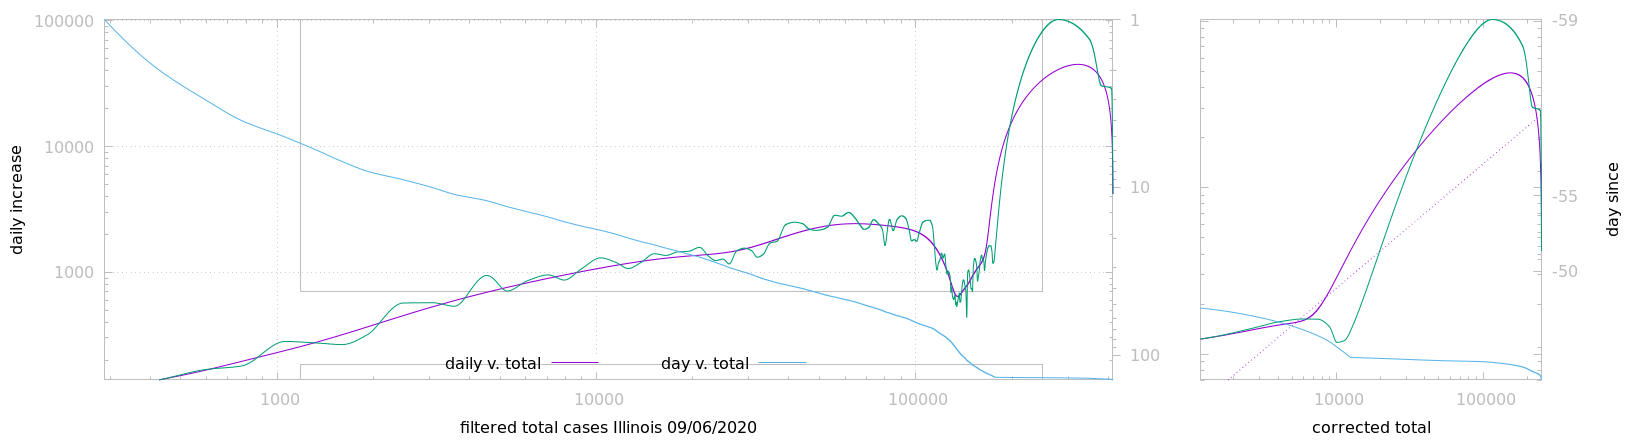 100000
10000
1000
daily increase
1000
10000
100000
filtered total cases Illinois 09/06/2020
daily v. total
day v. total
1
10
100
10000
100000
corrected total
-59
-55
-50
day since